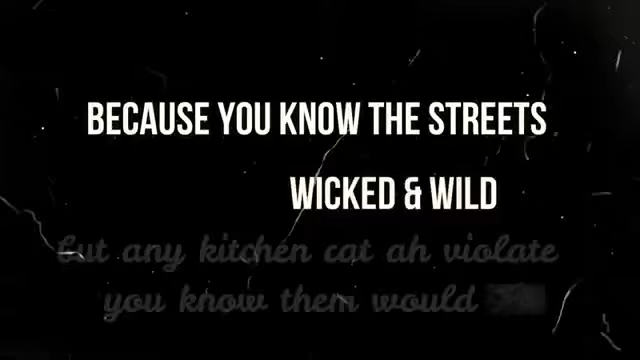 BECAUSE YOU KNOW THE STREETS
WICKED & WILD
but any kitchen cat ah violate
you know them would